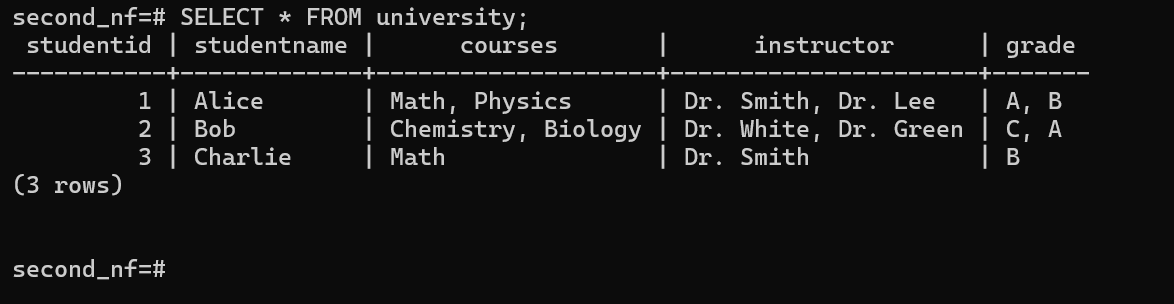 second_nf=# SELECT * FROM university;
 studentid | studentname |      courses       |      instructor      | grade
-----------+-------------+--------------------+----------------------+-------
         1 | Alice       | Math, Physics      | Dr. Smith, Dr. Lee   | A, B
         2 | Bob         | Chemistry, Biology | Dr. White, Dr. Green | C, A
         3 | Charlie     | Math               | Dr. Smith            | B
(3 rows)
second_nf=#